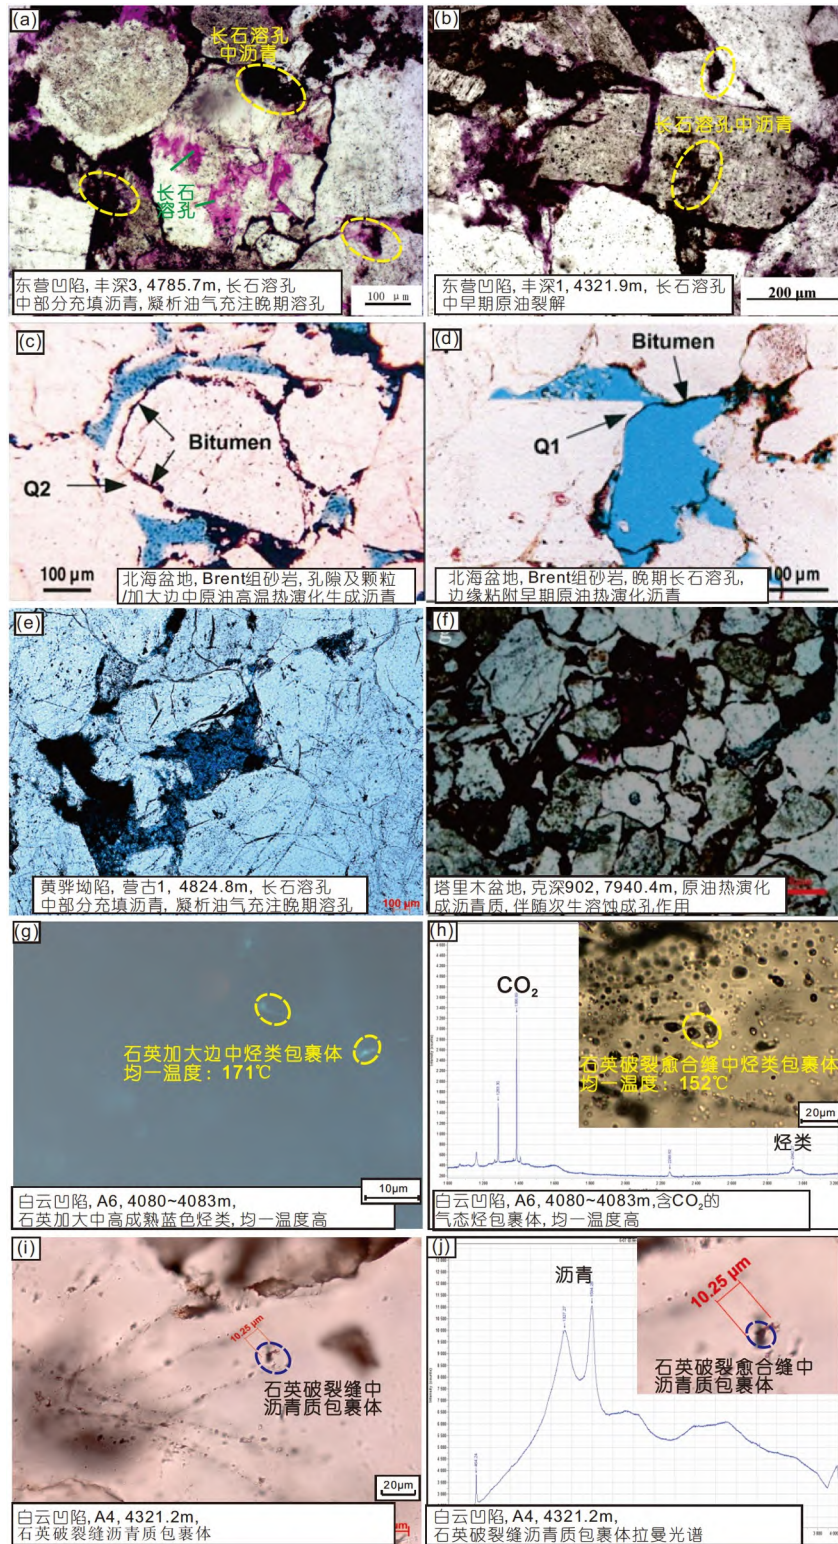 (a)
长石溶孔
中沥青
长石
溶孔
东营凹陷, 丰深3, 4785.7m, 长石溶孔
中部分充填沥青, 凝析油气充注晚期溶孔
100 μm
(b)
长石溶孔中沥青
东营凹陷, 丰深1, 4321.9m, 长石溶孔
中早期原油裂解
200 μm
(c)
Bitumen
Q2
100 μm
北海盆地, Brent组砂岩, 孔隙及颗粒
/加大边中原油高温热演化生成沥青
(d)
Bitumen
Q1
北海盆地, Brent组砂岩, 晚期长石溶孔,
边缘粘附早期原油热演化沥青
100 μm
(e)
黄骅坳陷, 营古1, 4824.8m, 长石溶孔
中部分充填沥青, 凝析油气充注晚期溶孔
100 μm
(f)
塔里木盆地, 克深902, 7940.4m, 原油热演化
成沥青质, 伴随次生溶蚀成孔作用
(g)
石英加大边中烃类包裹体
均一温度: 171℃
10μm
白云凹陷, A6, 4080~4083m,
石英加大中高成熟蓝色烃类, 均一温度高
(h)
CO₂
石英破裂愈合缝中烃类包裹体
均一温度: 152℃
20μm
烃类
白云凹陷, A6, 4080~4083m,含CO₂的
气态烃包裹体, 均一温度高
(i)
10.25 μm
石英破裂缝中
沥青质包裹体
20μm
白云凹陷, A4, 4321.2m,
石英破裂缝沥青质包裹体
(j)
沥青
10.25 μm
石英破裂愈合缝中
沥青质包裹体
白云凹陷, A4, 4321.2m,
石英破裂缝沥青质包裹体拉曼光谱